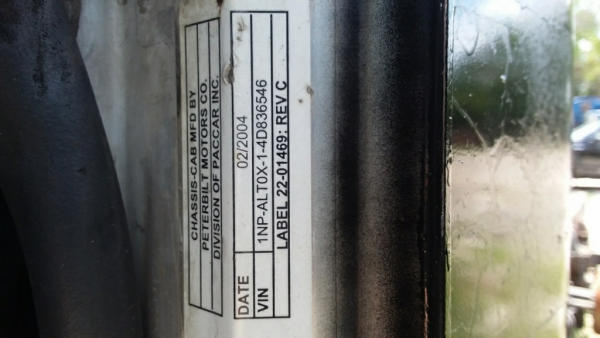 CHASSIS-CAB MFD BY
PETERBILT MOTORS CO.
DIVISION OF PACCAR INC.
DATE 02/2004
VIN 1NP-ALT0X-1-4D836546
LABEL 22-01469: REV C